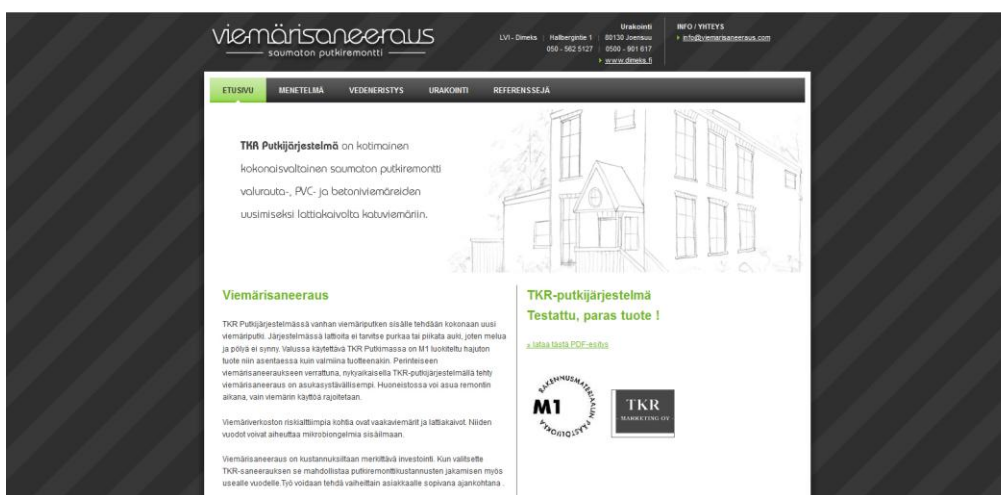 viemärisaneeraus
saumaton putkiremontti
Urakointi
LVI - Dimeks | Hallbergintie 1 | 80130 Joensuu
050 - 562 5127 | 0500 - 901 617
www.dimeks.fi
INFO / YHTEYS
info@viemarisaneeraus.com
ETUSIVU MENETELMÄ VEDENERISTYS URAKOINTI REFERENSSEJÄ
TKR Putkijärjestelmä on kotimainen
kokonaisvaltainen saumaton putkiremontti
valurauta-, PVC- ja betoniviemäreiden
uusimiseksi lattiakaivolta katuviemäriin.
Viemärisaneeraus
TKR Putkijärjestelmässä vanhan viemäriputken sisälle tehdään kokonaan uusi
viemäriputki. Järjestelmässä lattioita ei tarvitse purkaa tai piikata auki, joten melua
ja pölyä ei synny. Valussa käytettävä TKR Putkimassa on M1 luokiteltu hajuton
tuote niin asentaessa kuin valmiina tuotteenakin. Perinteiseen
viemärisaneeraukseen verrattuna, nykyaikaisella TKR-putkijärjestelmällä tehty
viemärisaneeraus on asukasystävällisempi. Huoneistossa voi asua remontin
aikana, vain viemärin käyttöä rajoitetaan.
Viemäriverkoston riskialttiimpia kohtia ovat vaakaviemärit ja lattiakaivot. Niiden
vuodot voivat aiheuttaa mikrobiongelmia sisäilmaan.
Viemärisaneeraus on kustannuksiltaan merkittävä investointi. Kun valitsette
TKR-saneerauksen se mahdollistaa putkiremonttikustannusten jakamisen myös
usealle vuodelle.Työ voidaan tehdä vaiheittain asiakkaalle sopivana ajankohtana .
TKR-putkijärjestelmä
Testattu, paras tuote !
» lataa tästä PDF-esitys
RAKENNUSMATERIAALIN PÄÄSTÖLUOKKA
M1
TKR
MARKETING OY